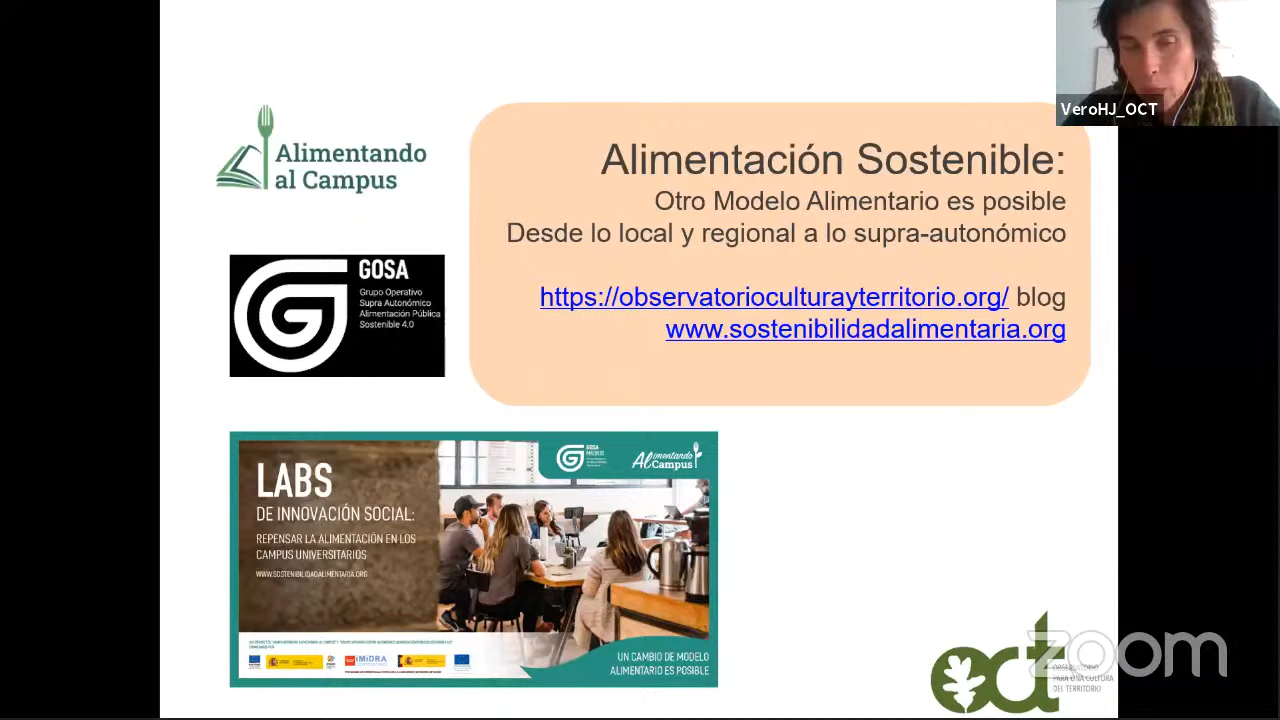 VeroHJ_OCT
Alimentando
al Campus
Alimentación Sostenible:
Otro Modelo Alimentario es posible
Desde lo local y regional a lo supra-autonómico
https://observatorioculturayterritorio.org/ blog
www.sostenibilidadalimentaria.org
GOSA
Grupo Operativo
Supra Autonómico
Alimentación Pública
Sostenible 4.0
LABS
DE INNOVACIÓN SOCIAL:
REPENSAR LA ALIMENTACIÓN EN LOS
CAMPUS UNIVERSITARIOS
WWW.SOSTENIBILIDADALIMENTARIA.ORG
GOSA
MADRID
Alimentando
al Campus
iMiDRA
UN CAMBIO DE MODELO
ALIMENTARIO ES POSIBLE
oct
OBSERVATORIO
PARA UNA CULTURA
DEL TERRITORIO
zoom